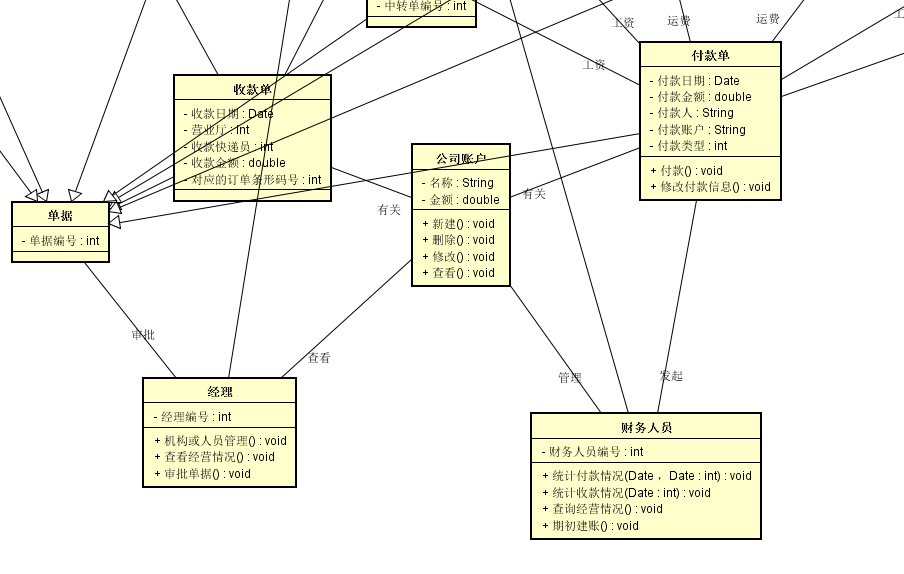 - 中转单编号 : int
工资
运费
运费
工资
付款单
- 付款日期 : Date
- 付款金额 : double
- 付款人 : String
- 付款账户 : String
- 付款类型 : int
+ 付款() : void
+ 修改付款信息() : void
收款单
- 收款日期 : Date
- 营业厅 : int
- 收款快递员 : int
- 收款金额 : double
- 对应的订单条形码号 : int
公司账户
- 名称 : String
- 金额 : double
+ 新建() : void
+ 删除() : void
+ 修改() : void
+ 查看() : void
有关
有关
单据
- 单据编号 : int
审批
查看
管理
发起
经理
- 经理编号 : int
+ 机构或人员管理() : void
+ 查看经营情况() : void
+ 审批单据() : void
财务人员
- 财务人员编号 : int
+ 统计付款情况(Date ，Date : int) : void
+ 统计收款情况(Date : int) : void
+ 查询经营情况() : void
+ 期初建账() : void